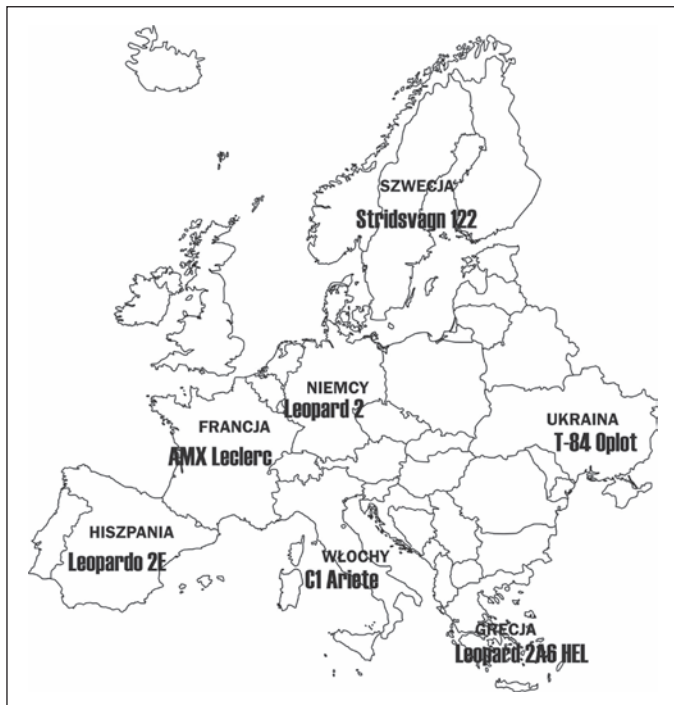 SZWECJA
Stridsvagn 122
NIEMCY
Leopard 2
FRANCJA
AMX Leclerc
UKRAINA
T-84 Oplot
HISZPANIA
Leopardo 2E
WŁOCHY
C1 Ariete
GRECJA
Leopard 2A6 HEL